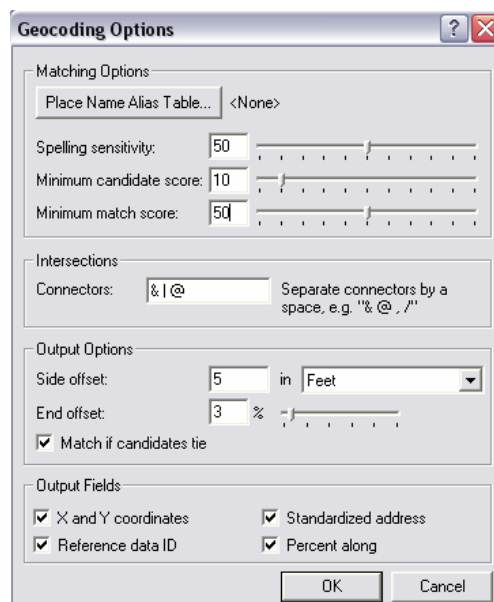 Geocoding Options
?
Matching Options
Place Name Alias Table... <None>
Spelling sensitivity: 50
Minimum candidate score: 10
Minimum match score: 50
Intersections
Connectors: & | @ Separate connectors by a
space, e.g. "& @ , /"
Output Options
Side offset: 5 in Feet
End offset: 3 %
Match if candidates tie
Output Fields
X and Y coordinates Standardized address
Reference data ID Percent along
OK Cancel